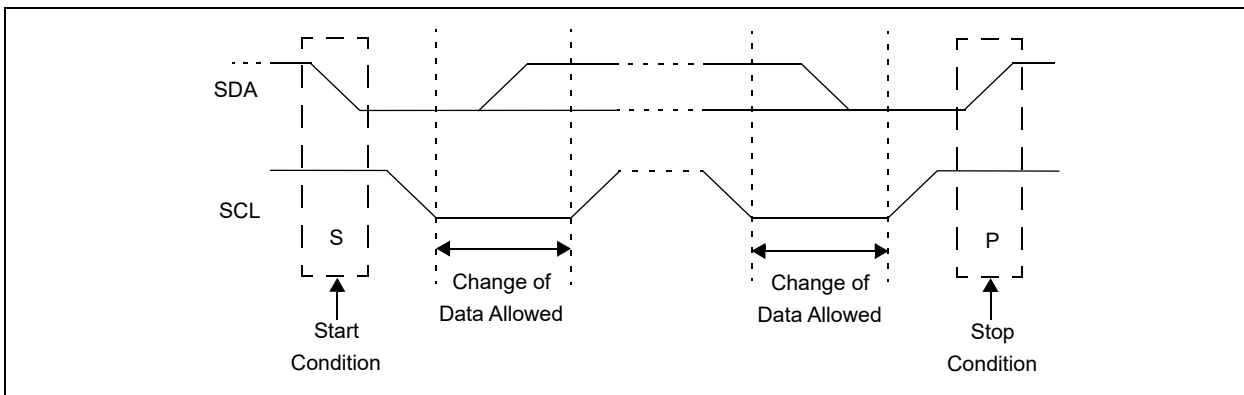 SDA
SCL
S
P
Change of
Data Allowed
Change of
Data Allowed
Start
Condition
Stop
Condition